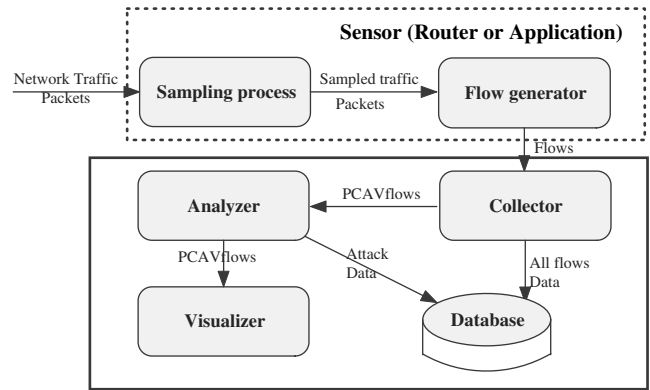 Sensor (Router or Application)
Network Traffic
Packets
Sampling process
Sampled traffic
Packets
Flow generator
Flows
Analyzer
PCAVflows
Collector
PCAVflows
Attack
Data
All flows
Data
Visualizer
Database